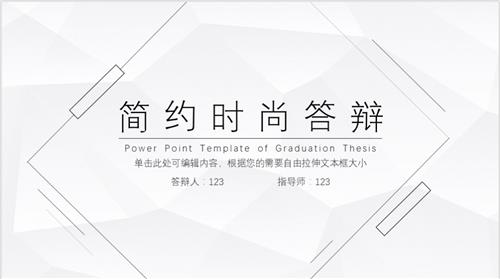 简约时尚答辩
Power Point Template of Graduation Thesis
单击此处可编辑内容，根据您的需要自由拉伸文本框大小
答辩人：123 指导师：123